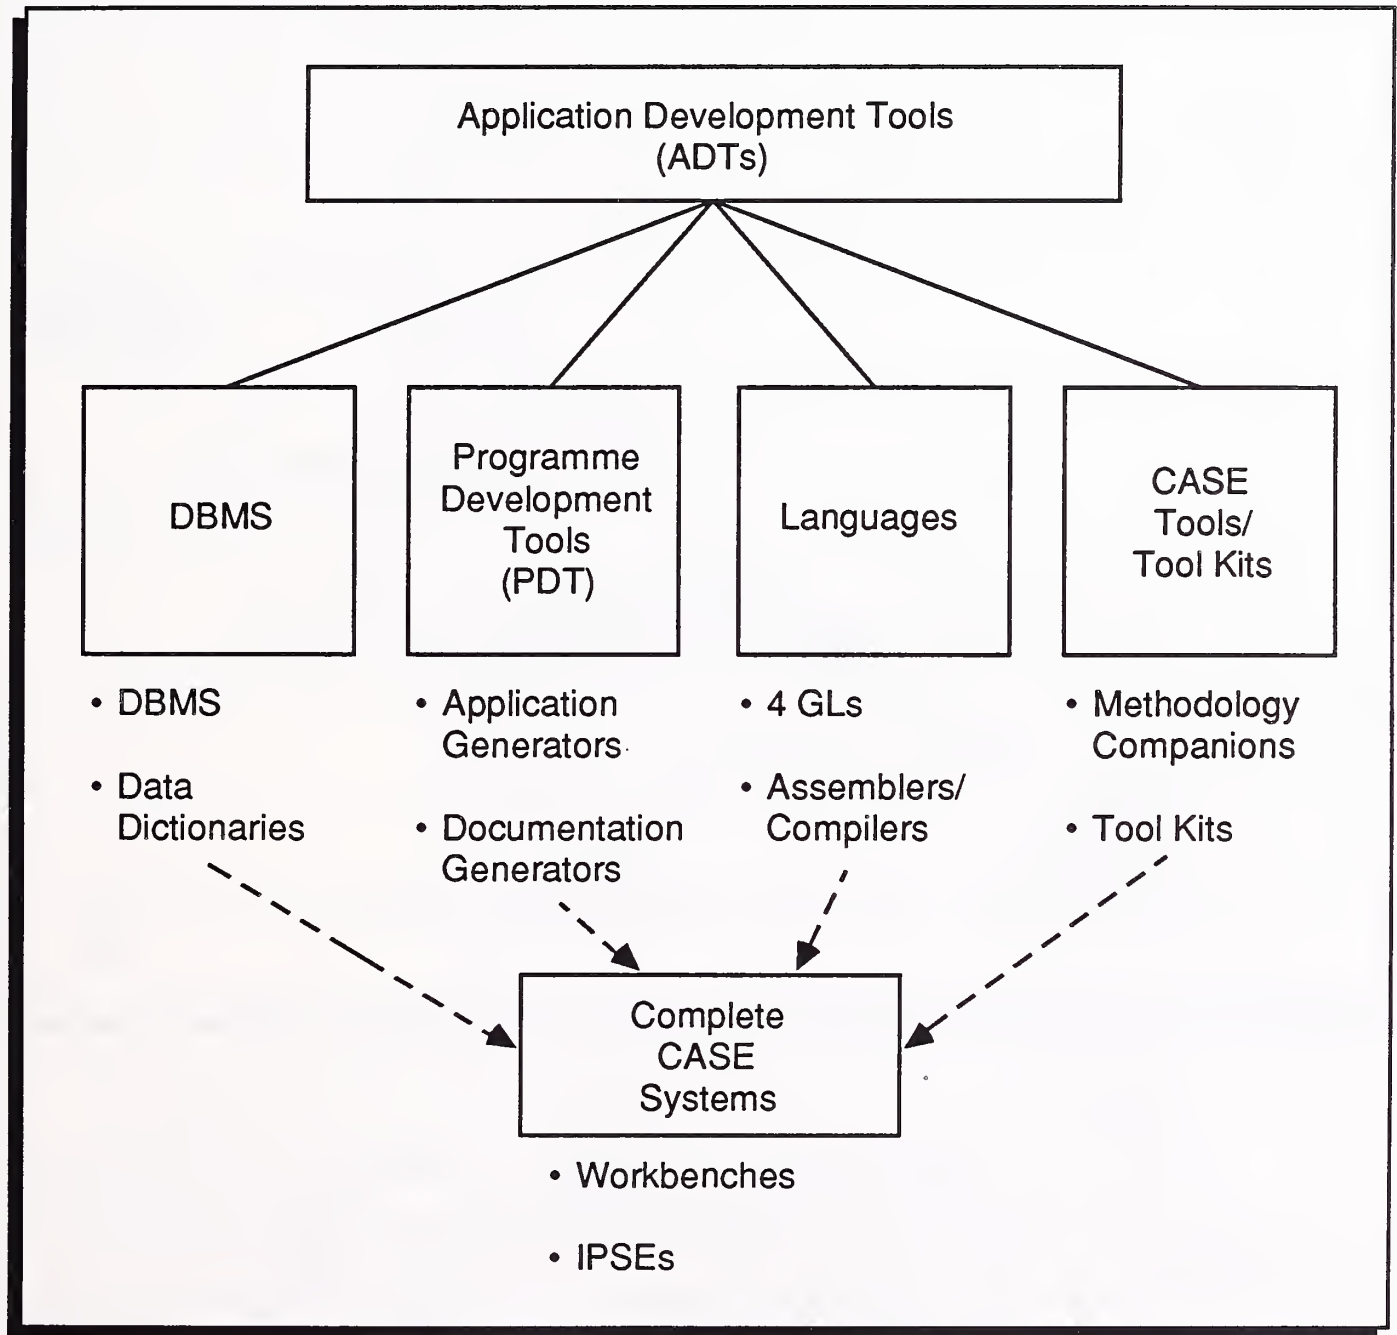 Application Development Tools
(ADTs)
DBMS
Programme
Development
Tools
(PDT)
Languages
CASE
Tools/
Tool Kits
• DBMS
• Data
Dictionaries
• Application
Generators
• Documentation
Generators
• 4 GLs
• Assemblers/
Compilers
• Methodology
Companions
• Tool Kits
Complete
CASE
Systems
• Workbenches
• IPSEs